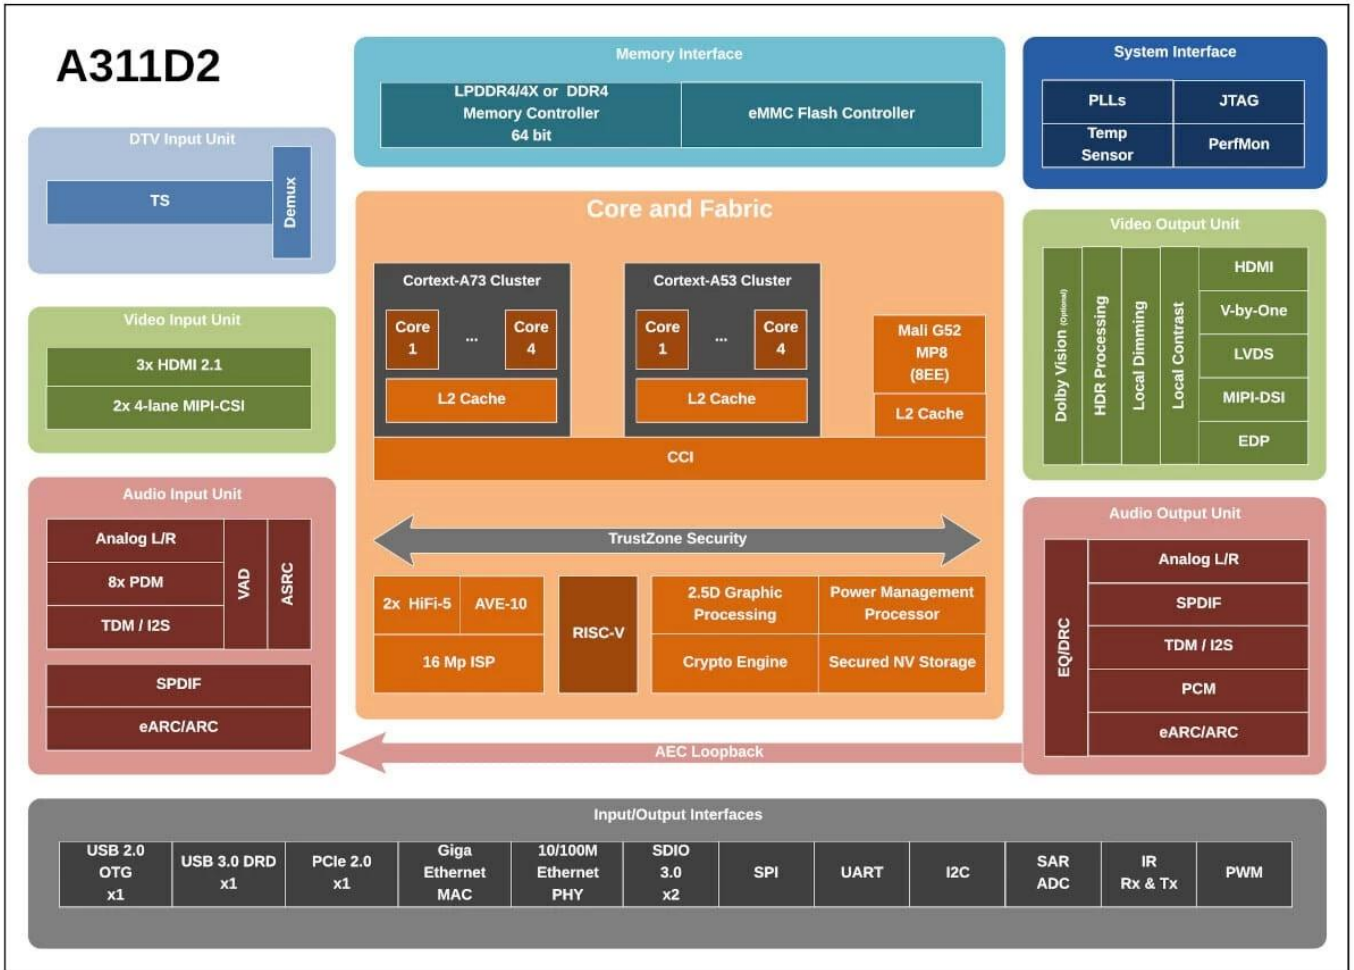 A311D2
Memory Interface
LPDDR4/4X or DDR4
Memory Controller
64 bit
eMMC Flash Controller
System Interface
PLLs
JTAG
Temp
Sensor
PerfMon
DTV Input Unit
TS
Demux
Video Input Unit
3x HDMI 2.1
2x 4-lane MIPI-CSI
Audio Input Unit
Analog L/R
8x PDM
TDM / I2S
VAD
ASRC
SPDIF
eARC/ARC
Core and Fabric
Cortext-A73 Cluster
Core
1
...
Core
4
L2 Cache
Cortext-A53 Cluster
Core
1
...
Core
4
L2 Cache
Mali G52
MP8
(8EE)
L2 Cache
CCI
TrustZone Security
2x HiFi-5
AVE-10
16 Mp ISP
RISC-V
2.5D Graphic
Processing
Power Management
Processor
Crypto Engine
Secured NV Storage
Video Output Unit
Dolby Vision (Optional)
HDR Processing
Local Dimming
Local Contrast
HDMI
V-by-One
LVDS
MIPI-DSI
EDP
Audio Output Unit
EQ/DRC
Analog L/R
SPDIF
TDM / I2S
PCM
eARC/ARC
AEC Loopback
Input/Output Interfaces
USB 2.0
OTG
x1
USB 3.0 DRD
x1
PCIe 2.0
x1
Giga
Ethernet
MAC
10/100M
Ethernet
PHY
SDIO
3.0
x2
SPI
UART
I2C
SAR
ADC
IR
Rx & Tx
PWM